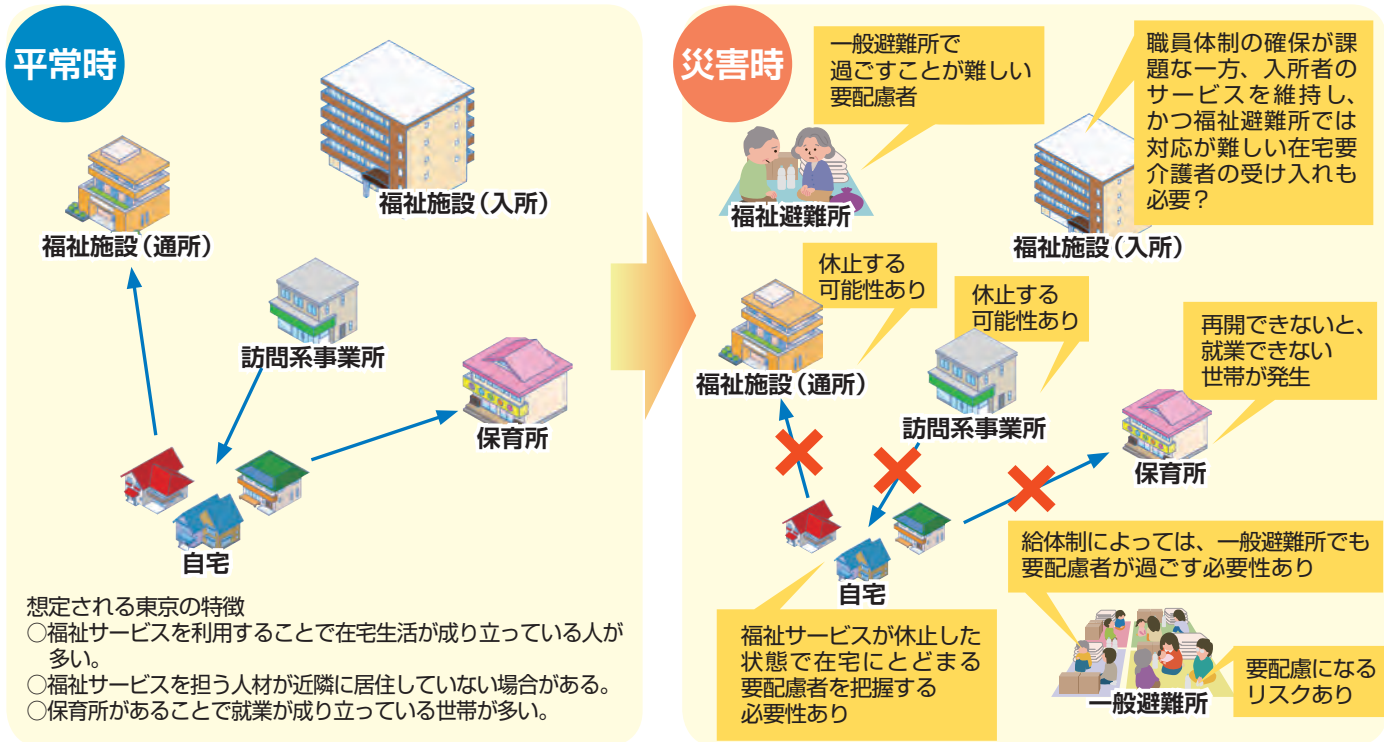 平常時
福祉施設（入所）
福祉施設（通所）
訪問系事業所
保育所
自宅
想定される東京の特徴
○福祉サービスを利用することで在宅生活が成り立っている人が
多い。
○福祉サービスを担う人材が近隣に居住していない場合がある。
○保育所があることで就業が成り立っている世帯が多い。
災害時
一般避難所で
過ごすことが難しい
要配慮者
福祉避難所
職員体制の確保が課
題な一方、入所者の
サービスを維持し、
かつ福祉避難所では
対応が難しい在宅要
介護者の受け入れも
必要？
福祉施設（入所）
休止する
可能性あり
福祉施設（通所）
休止する
可能性あり
訪問系事業所
再開できないと、
就業できない
世帯が発生
保育所
自宅
福祉サービスが休止した
状態で在宅にとどまる
要配慮者を把握する
必要性あり
給体制によっては、一般避難所でも
要配慮者が過ごす必要性あり
一般避難所
要配慮になる
リスクあり